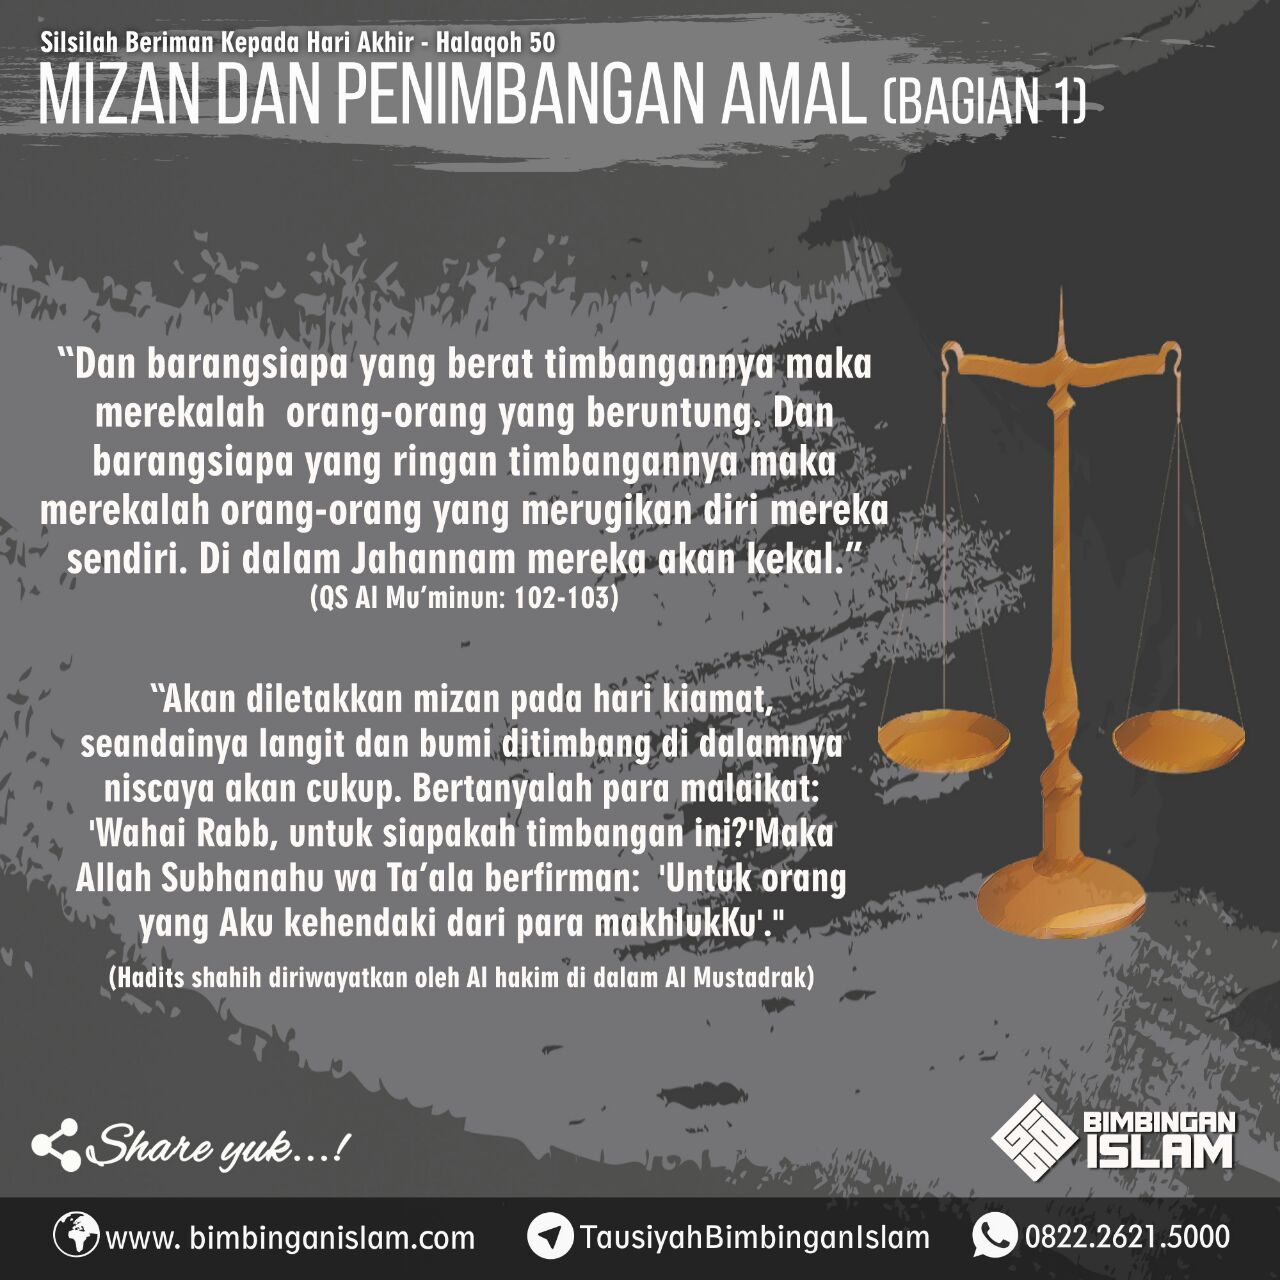 Silsilah Beriman Kepada Hari Akhir - Halaqoh 50
MIZAN DAN PENIMBANGAN AMAL (BAGIAN 1)
“Dan barangsiapa yang berat timbangannya maka
merekalah  orang-orang yang beruntung. Dan
barangsiapa yang ringan timbangannya maka
merekalah orang-orang yang merugikan diri mereka
sendiri. Di dalam Jahannam mereka akan kekal.”
(QS Al Mu’minun: 102-103)
“Akan diletakkan mizan pada hari kiamat,
seandainya langit dan bumi ditimbang di dalamnya
niscaya akan cukup. Bertanyalah para malaikat:
'Wahai Rabb, untuk siapakah timbangan ini?'Maka
Allah Subhanahu wa Ta’ala berfirman:  'Untuk orang
yang Aku kehendaki dari para makhlukKu'."
(Hadits shahih diriwayatkan oleh Al hakim di dalam Al Mustadrak)
Share yuk...!
BIMBINGAN
ISLAM
www. bimbinganislam.com
TausiyahBimbinganIslam
0822.2621.5000